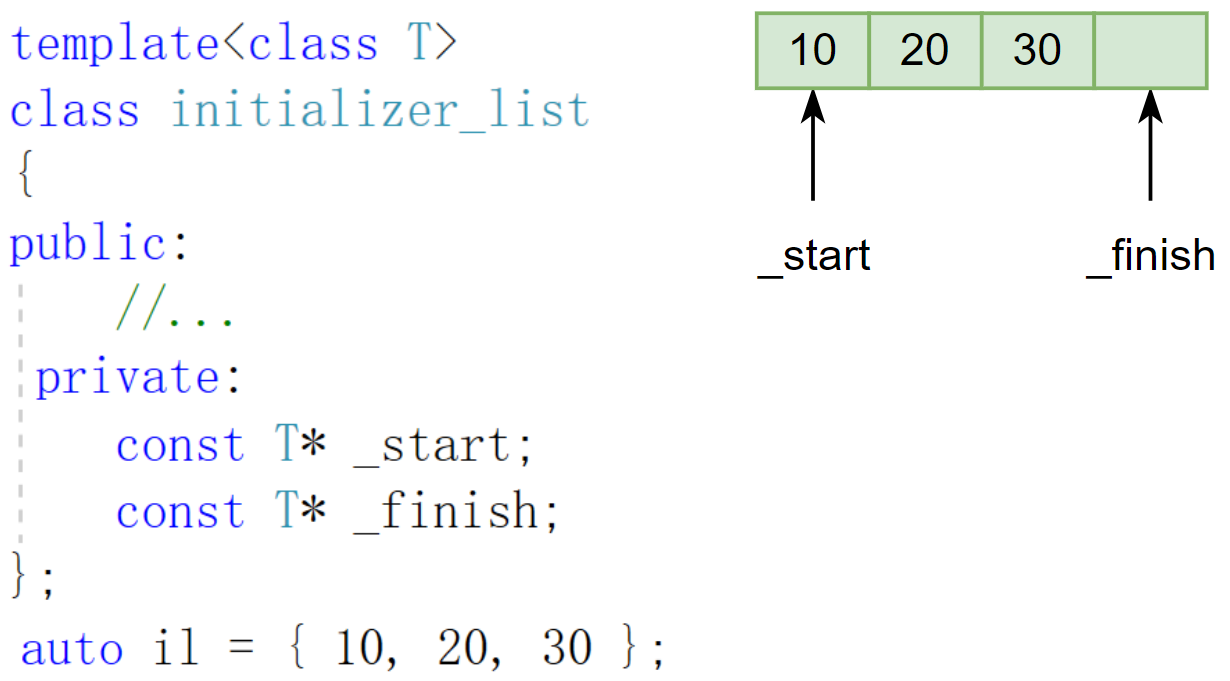 template<class T>
class initializer_list
{
public:
//...
private:
const T* _start;
const T* _finish;
};
auto il = { 10, 20, 30 };
10 20 30
_start _finish